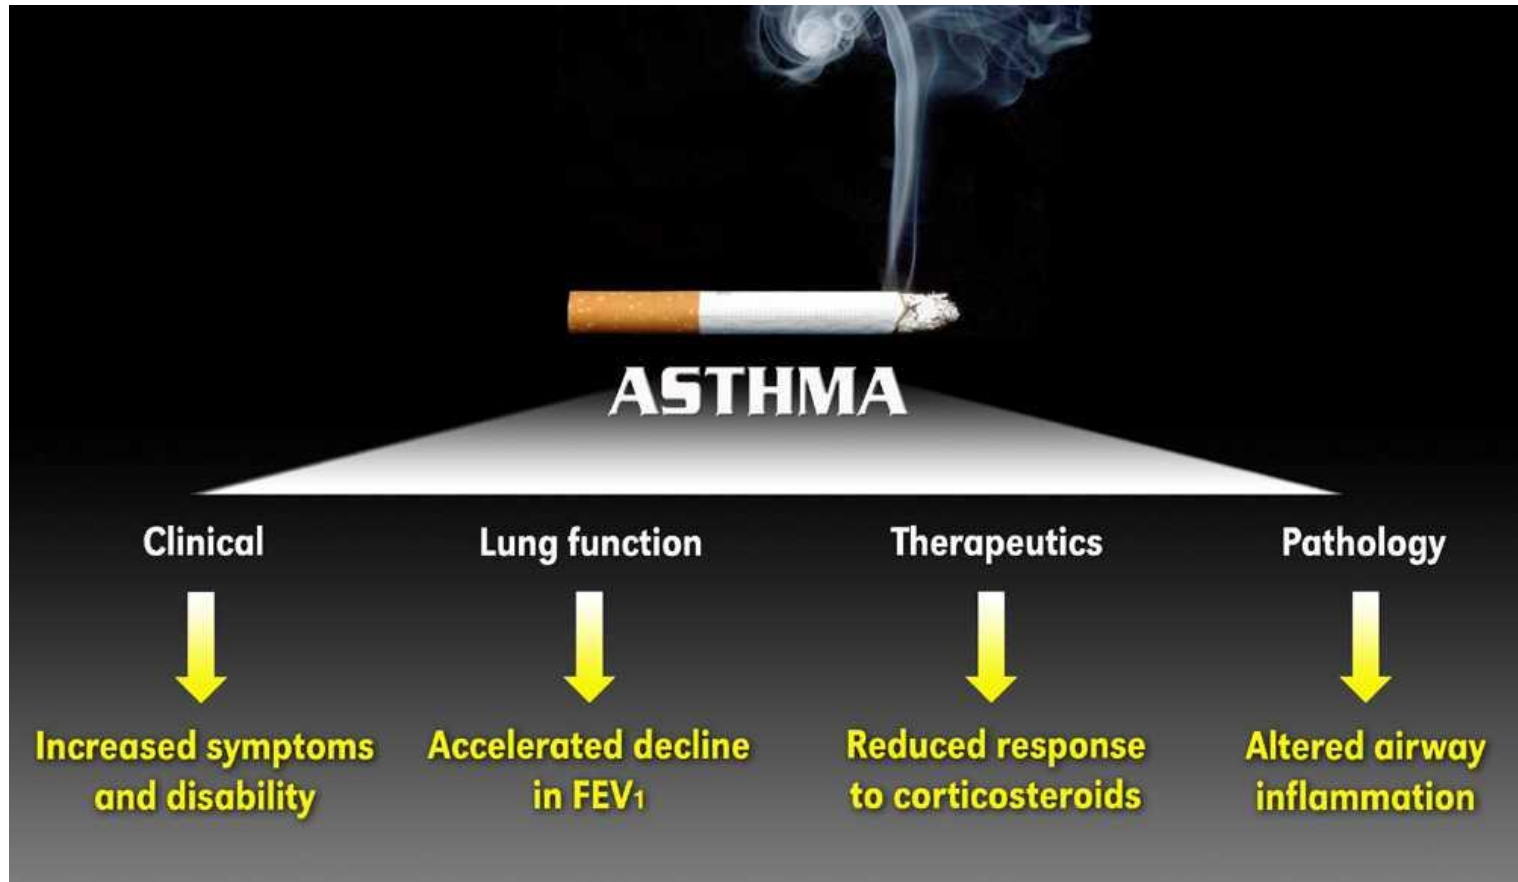 ASTHMA
Clinical
Lung function
Therapeutics
Pathology
Increased symptoms
and disability
Accelerated decline
in FEV₁
Reduced response
to corticosteroids
Altered airway
inflammation